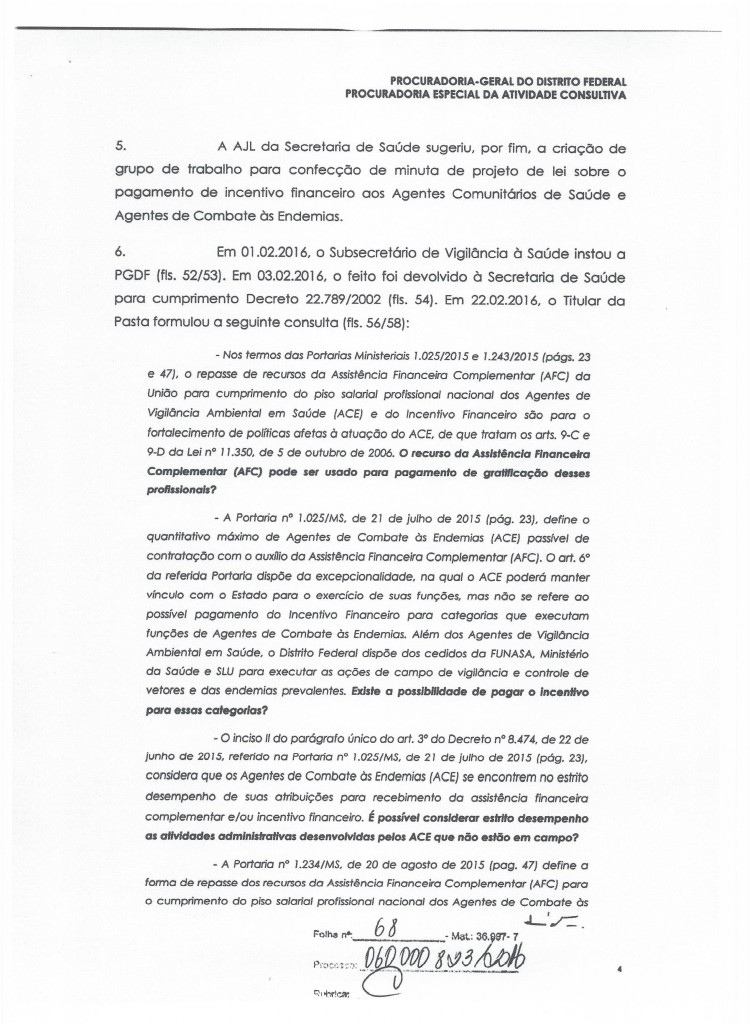 PROCURADORIA-GERAL DO DISTRITO FEDERAL
PROCURADORIA ESPECIAL DA ATIVIDADE CONSULTIVA
5. A AJL da Secretaria de Saúde sugeriu, por fim, a criação de
grupo de trabalho para confecção de minuta de projeto de lei sobre o
pagamento de incentivo financeiro aos Agentes Comunitários de Saúde e
Agentes de Combate às Endemias.
6. Em 01.02.2016, o Subsecretário de Vigilância à Saúde instou a
PGDF (fls. 52/53). Em 03.02.2016, o feito foi devolvido à Secretaria de Saúde
para cumprimento Decreto 22.789/2002 (fls. 54). Em 22.02.2016, o Titular da
Pasta formulou a seguinte consulta (fls. 56/58):
- Nos termos das Portarias Ministeriais 1.025/2015 e 1.243/2015 (págs. 23
e 47), o repasse de recursos da Assistência Financeira Complementar (AFC) da
União para cumprimento do piso salarial profissional nacional dos Agentes de
Vigilância Ambiental em Saúde (ACE) e do Incentivo Financeiro são para o
fortalecimento de políticas afetas à atuação do ACE, de que tratam os arts. 9-C e
9-D da Lei nº 11.350, de 5 de outubro de 2006. O recurso da Assistência Financeira
Complementar (AFC) pode ser usado para pagamento de gratificação desses
profissionais?
- A Portaria nº 1.025/MS, de 21 de julho de 2015 (pág. 23), define o
quantitativo máximo de Agentes de Combate às Endemias (ACE) passível de
contratação com o auxílio da Assistência Financeira Complementar (AFC). O art. 6º
da referida Portaria dispõe da excepcionalidade, na qual o ACE poderá manter
vínculo com o Estado para o exercício de suas funções, mas não se refere ao
possível pagamento do Incentivo Financeiro para categorias que executam
funções de Agentes de Combate às Endemias. Além dos Agentes de Vigilância
Ambiental em Saúde, o Distrito Federal dispõe dos cedidos da FUNASA, Ministério
da Saúde e SLU para executar as ações de campo de vigilância e controle de
vetores e das endemias prevalentes. Existe a possibilidade de pagar o incentivo
para essas categorias?
- O inciso II do parágrafo único do art. 3º do Decreto nº 8.474, de 22 de
junho de 2015, referido na Portaria nº 1.025/MS, de 21 de julho de 2015 (pág. 23),
considera que os Agentes de Combate às Endemias (ACE) se encontrem no estrito
desempenho de suas atribuições para recebimento da assistência financeira
complementar e/ou incentivo financeiro. É possível considerar estrito desempenho
as atividades administrativas desenvolvidas pelos ACE que não estão em campo?
- A Portaria nº 1.234/MS, de 20 de agosto de 2015 (pag. 47) define a
forma de repasse dos recursos da Assistência Financeira Complementar (AFC) para
o cumprimento do piso salarial profissional nacional dos Agentes de Combate às
Folha nº: 68 - Mat.: 36.997-7
Processo: 060 000 803/2016
Rubrica:
4